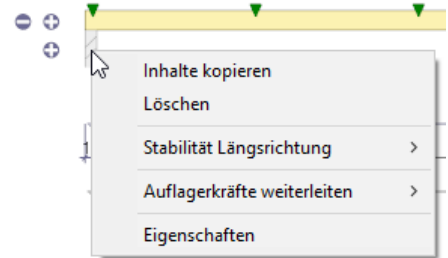 Inhalte kopieren
Löschen
Stabilität Längsrichtung
Auflagerkräfte weiterleiten
Eigenschaften